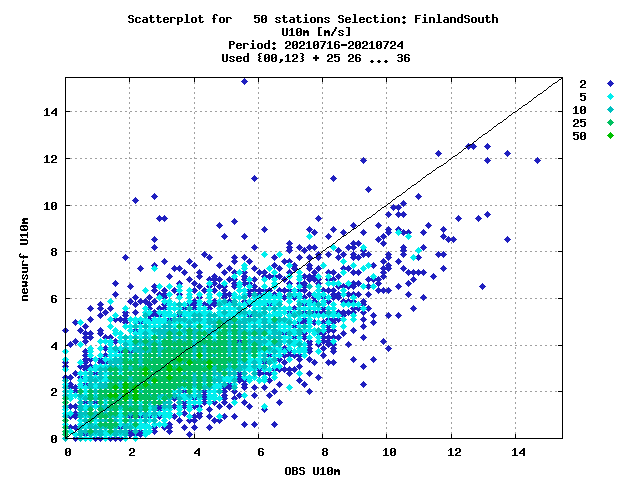 Scatterplot for   50 stations Selection: FinlandSouth
U10m [m/s]
Period: 20210716-20210724
Used {00,12} + 25 26 ... 36
2
5
10
25
50
14
12
10
8
6
4
2
0
newsurf U10m
0 2 4 6 8 10 12 14
OBS U10m